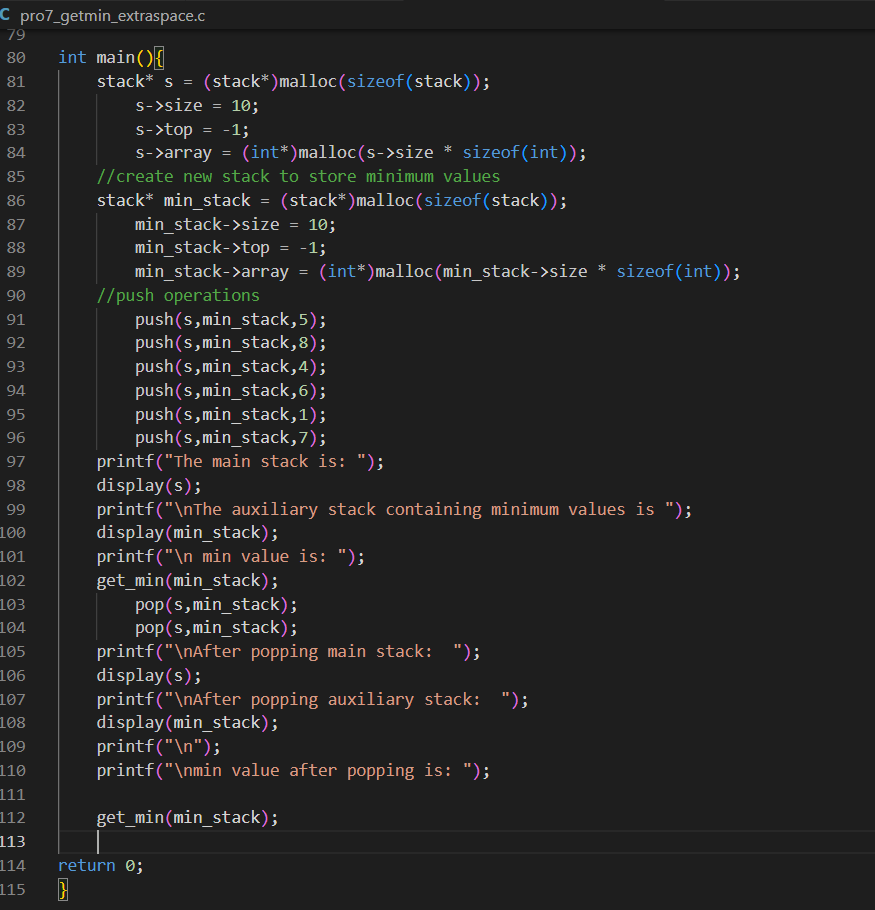 C pro7_getmin_extraspace.c
79
80 int main(){
81     stack* s = (stack*)malloc(sizeof(stack));
82         s->size = 10;
83         s->top = -1;
84         s->array = (int*)malloc(s->size * sizeof(int));
85     //create new stack to store minimum values
86     stack* min_stack = (stack*)malloc(sizeof(stack));
87         min_stack->size = 10;
88         min_stack->top = -1;
89         min_stack->array = (int*)malloc(min_stack->size * sizeof(int));
90     //push operations
91         push(s,min_stack,5);
92         push(s,min_stack,8);
93         push(s,min_stack,4);
94         push(s,min_stack,6);
95         push(s,min_stack,1);
96         push(s,min_stack,7);
97     printf("The main stack is: ");
98     display(s);
99     printf("\nThe auxiliary stack containing minimum values is ");
100     display(min_stack);
101     printf("\n min value is: ");
102     get_min(min_stack);
103         pop(s,min_stack);
104         pop(s,min_stack);
105     printf("\nAfter popping main stack:  ");
106     display(s);
107     printf("\nAfter popping auxiliary stack:  ");
108     display(min_stack);
109     printf("\n");
110     printf("\nmin value after popping is: ");
111
112     get_min(min_stack);
113
114 return 0;
115 }